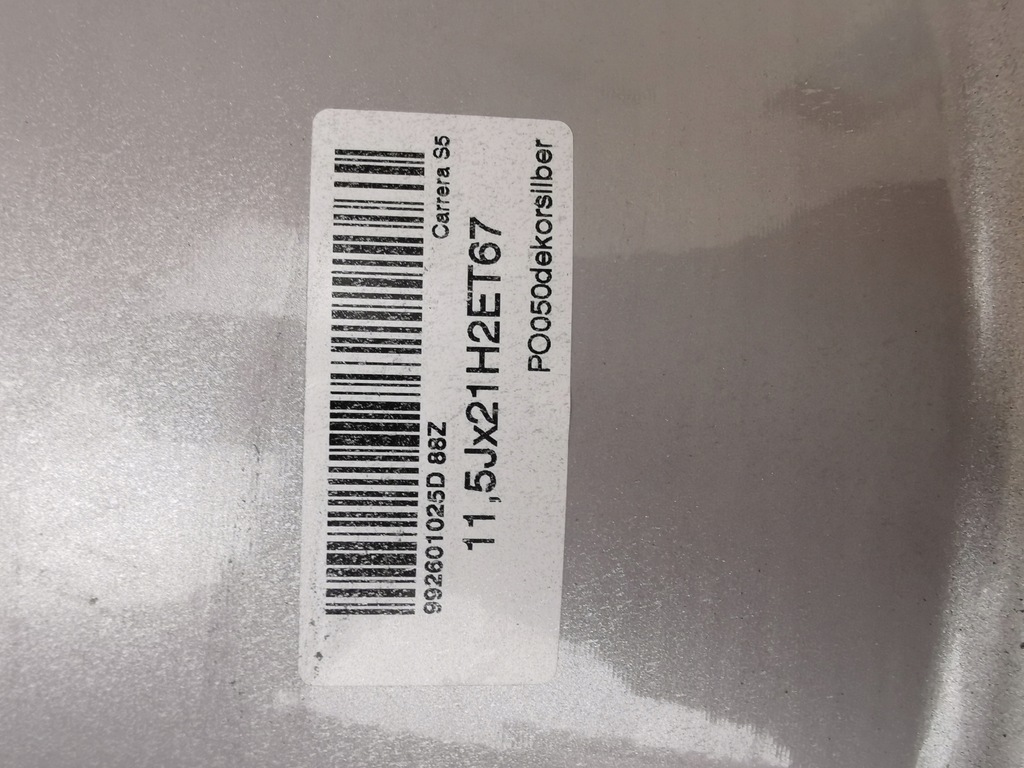 992601025D 88Z
Carrera S5
11,5Jx21H2ET67
PO050dekorsilber